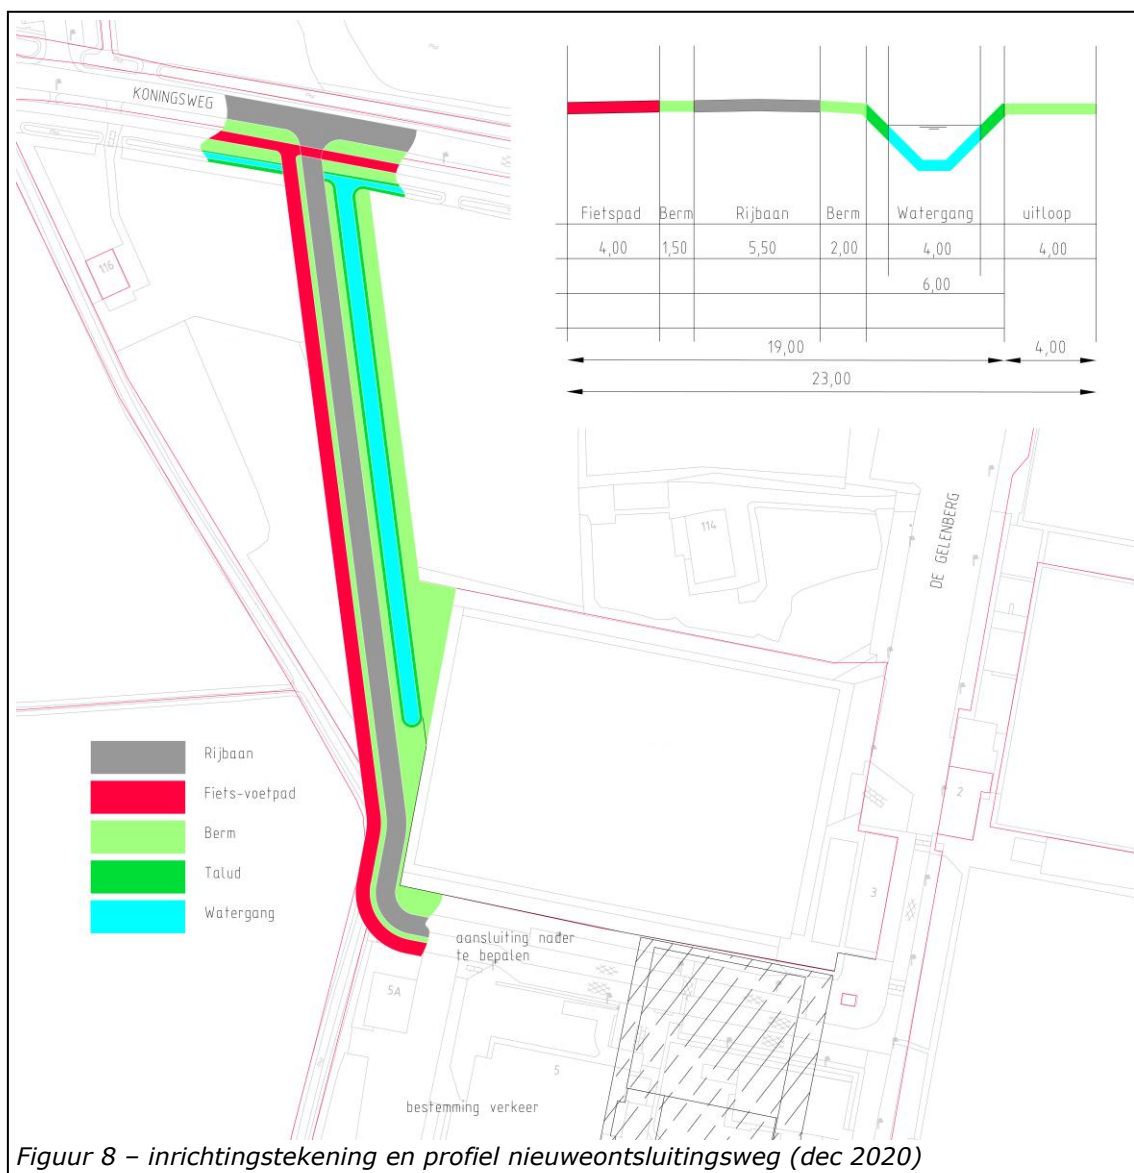 KONINGSWEG
116
Fietspad Berm Rijbaan Berm Watergang uitloop
4,00 1,50 5,50 2,00 4,00 4,00
6,00
19,00 4,00
23,00
114
DE GELENBERG
Rijbaan
Fiets-voetpad
Berm
Talud
Watergang
2
3
aansluiting nader
te bepalen
5A
5
bestemming verkeer
Figuur 8 – inrichtingstekening en profiel nieuweontsluitingsweg (dec 2020)